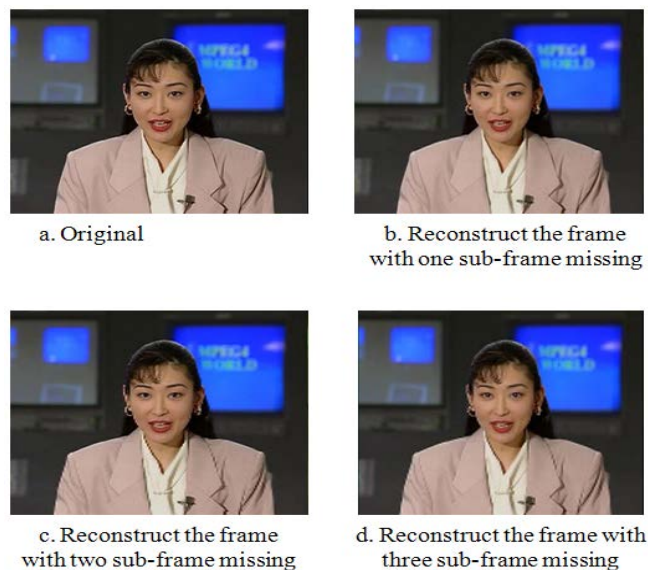 MPEG4
WORLD
MPEG4
WORLD
a. Original
b. Reconstruct the frame
with one sub-frame missing
MPEG4
WORLD
MPEG4
WORLD
c. Reconstruct the frame
with two sub-frame missing
d. Reconstruct the frame with
three sub-frame missing